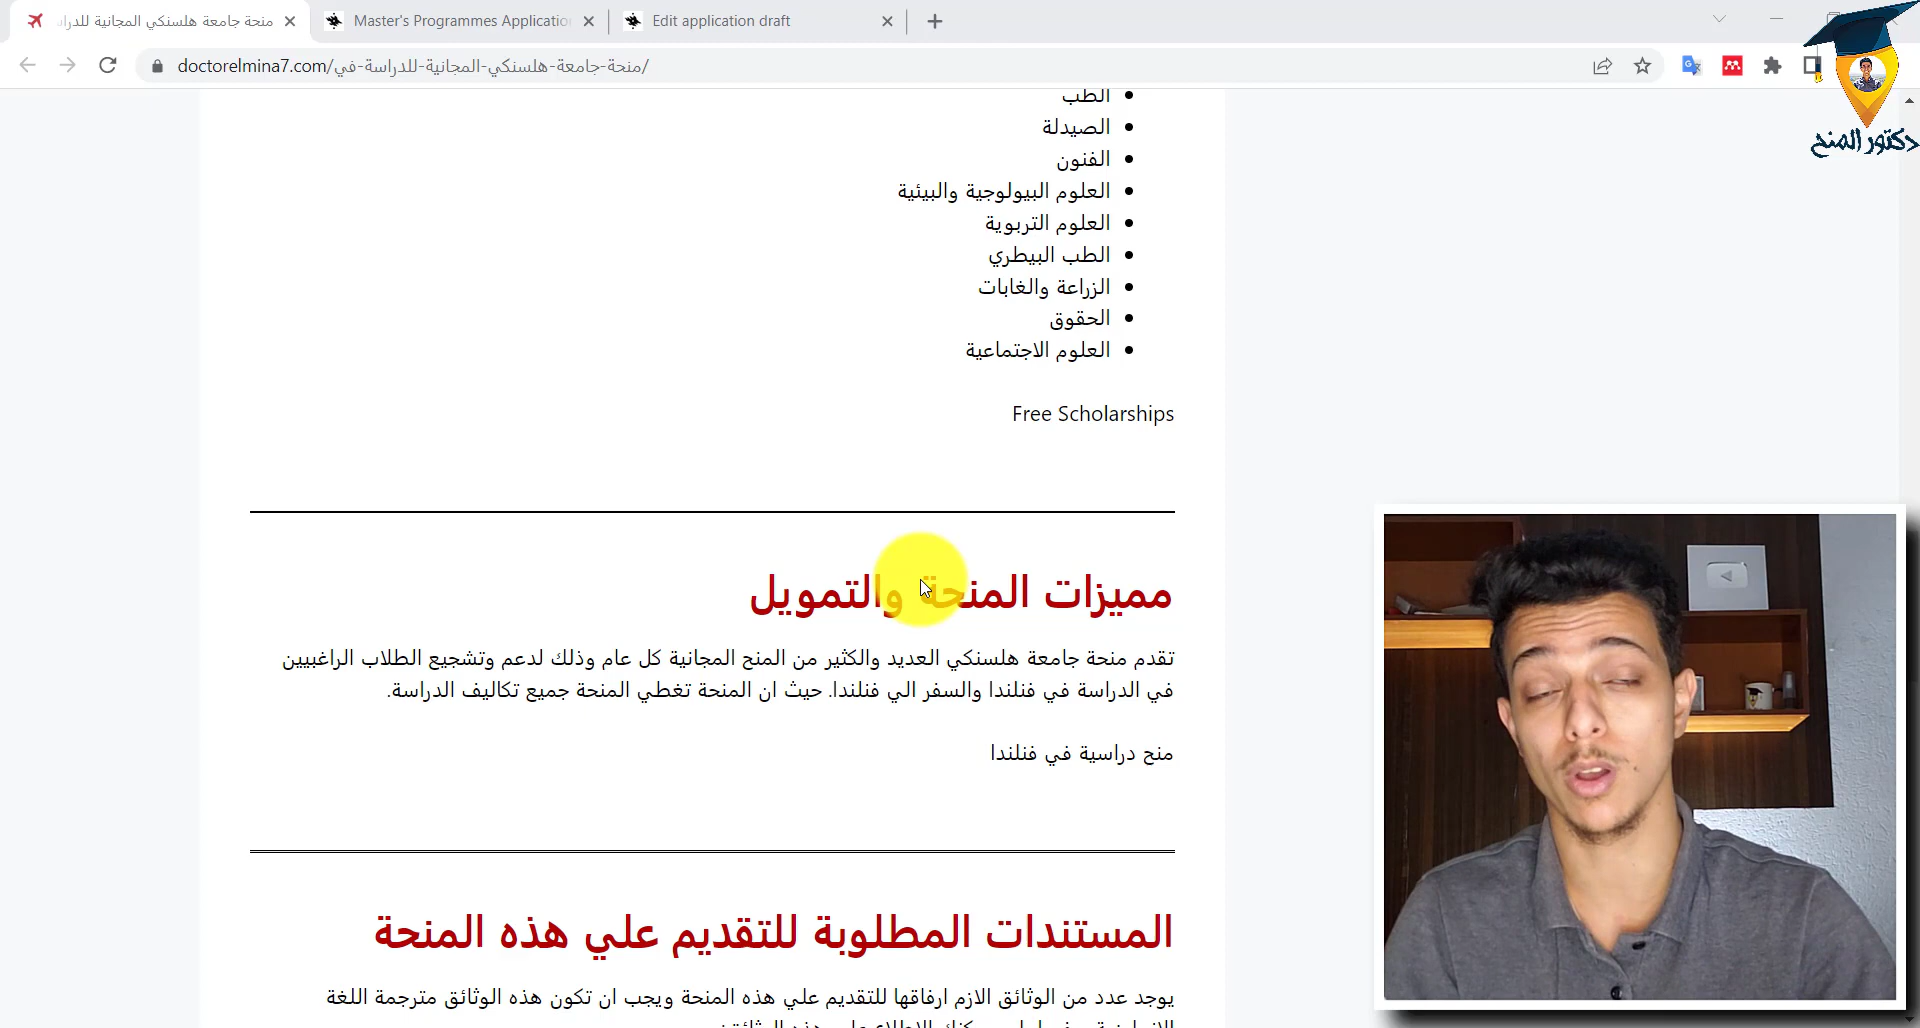 منحة جامعة هلسنكي المجانية للدرا
Master's Programmes Applicatio
Edit application draft
doctorelmina7.com/منحة-جامعة-هلسنكي-المجانية-للدراسة-في/
دكتور المنح
الطب
الصيدلة
الفنون
العلوم البيولوجية والبيئية
العلوم التربوية
الطب البيطري
الزراعة والغابات
الحقوق
العلوم الاجتماعية
Free Scholarships
مميزات المنحة والتمويل
تقدم منحة جامعة هلسنكي العديد والكثير من المنح المجانية كل عام وذلك لدعم وتشجيع الطلاب الراغبيين
في الدراسة في فنلندا والسفر الي فنلندا. حيث ان المنحة تغطي المنحة جميع تكاليف الدراسة.
منح دراسية في فنلندا
المستندات المطلوبة للتقديم علي هذه المنحة
يوجد عدد من الوثائق الازم ارفاقها للتقديم علي هذه المنحة ويجب ان تكون هذه الوثائق مترجمة اللغة